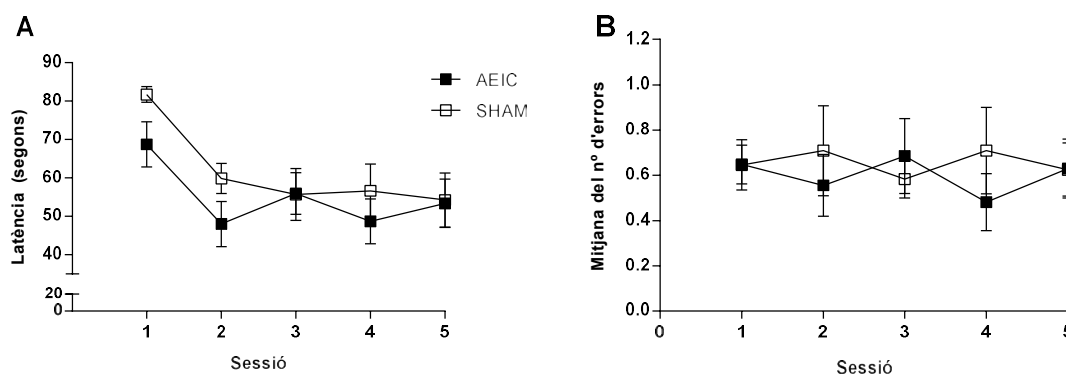 A
Latència (segons)
90
80
70
60
50
40
20
0
1 2 3 4 5
Sessió
AEIC
SHAM
B
Mitjana del nº d'errors
1.2
1.0
0.8
0.6
0.4
0.2
0.0
0 1 2 3 4 5
Sessió